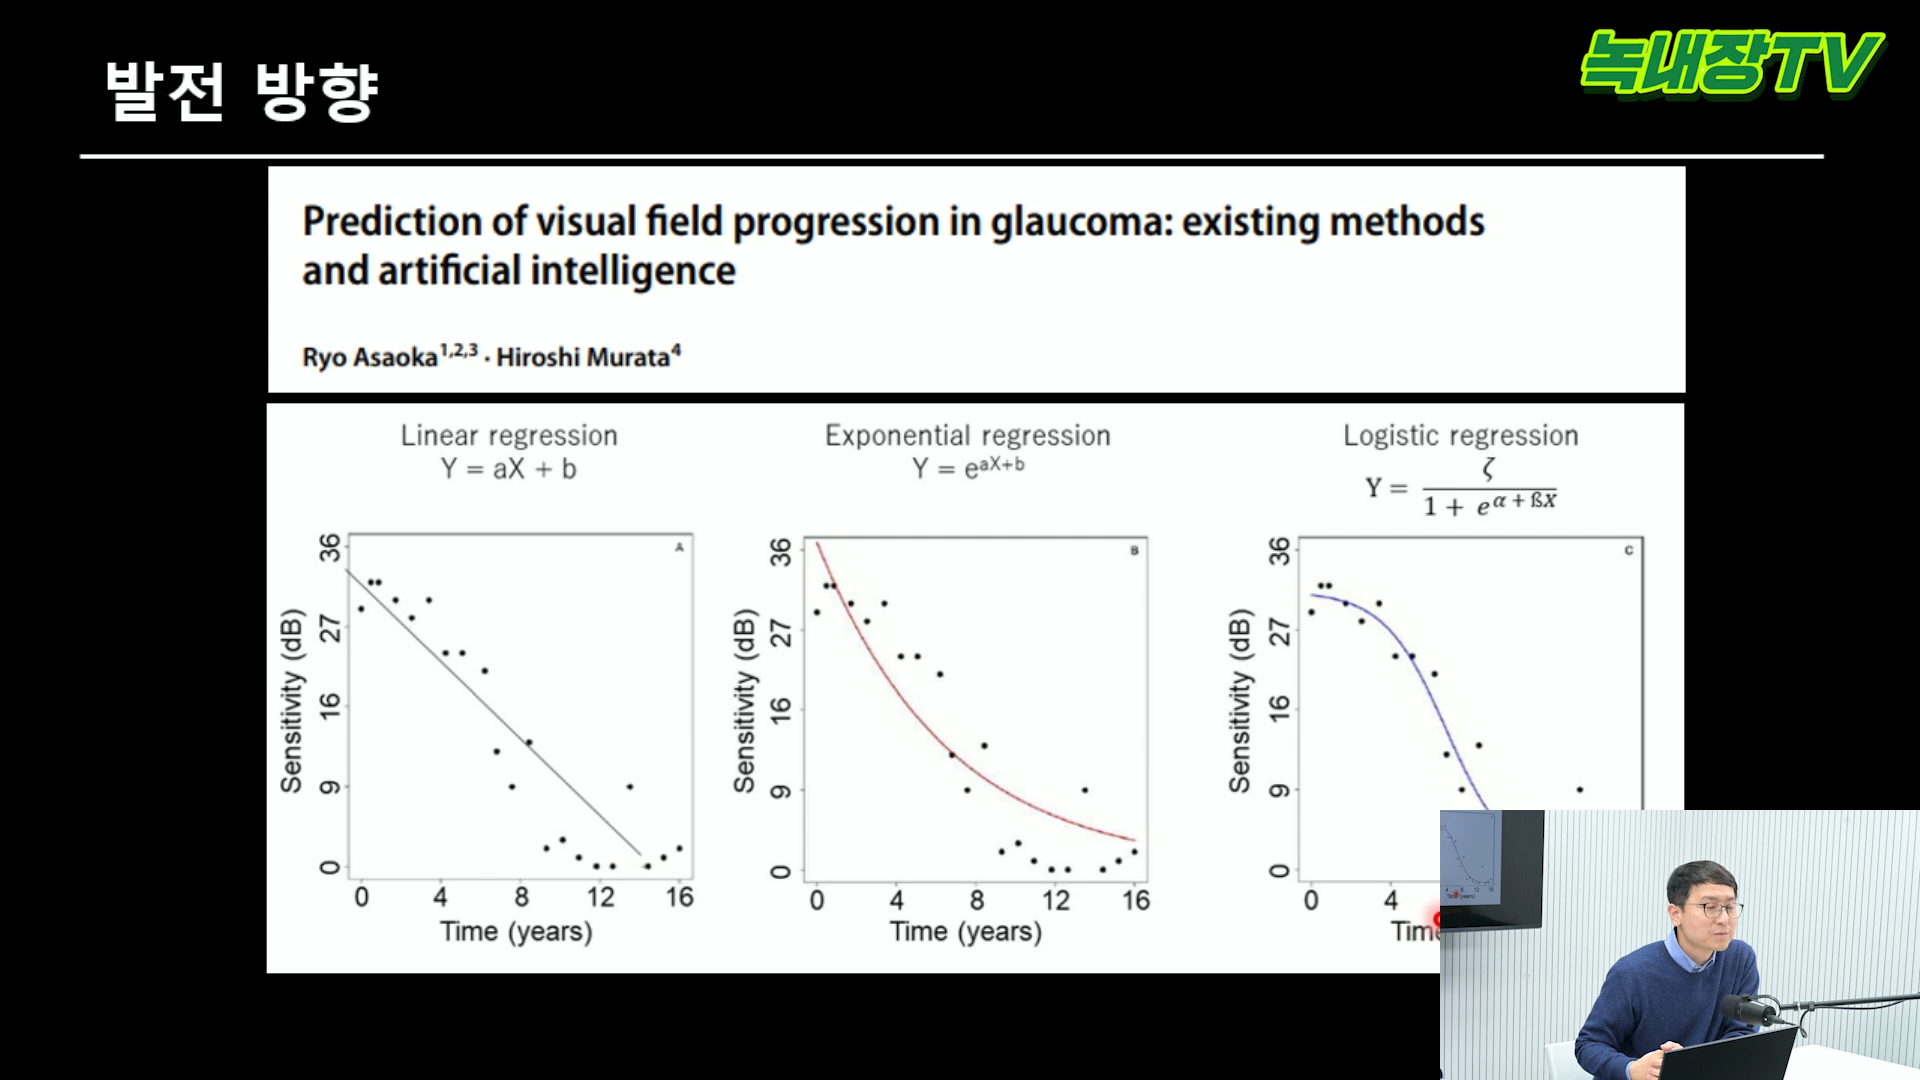 발전 방향
녹내장TV
Prediction of visual field progression in glaucoma: existing methods
and artificial intelligence
Ryo Asaoka1,2,3 · Hiroshi Murata4
Linear regression
Y = aX + b
A
Sensitivity (dB)
36
27
16
9
0
0 4 8 12 16
Time (years)
Exponential regression
Y = e^{aX+b}
B
Sensitivity (dB)
36
27
16
9
0
0 4 8 12 16
Time (years)
Logistic regression
Y = ζ / (1 + e^{α + ßX})
C
Sensitivity (dB)
36
27
16
9
0
0 4
Time